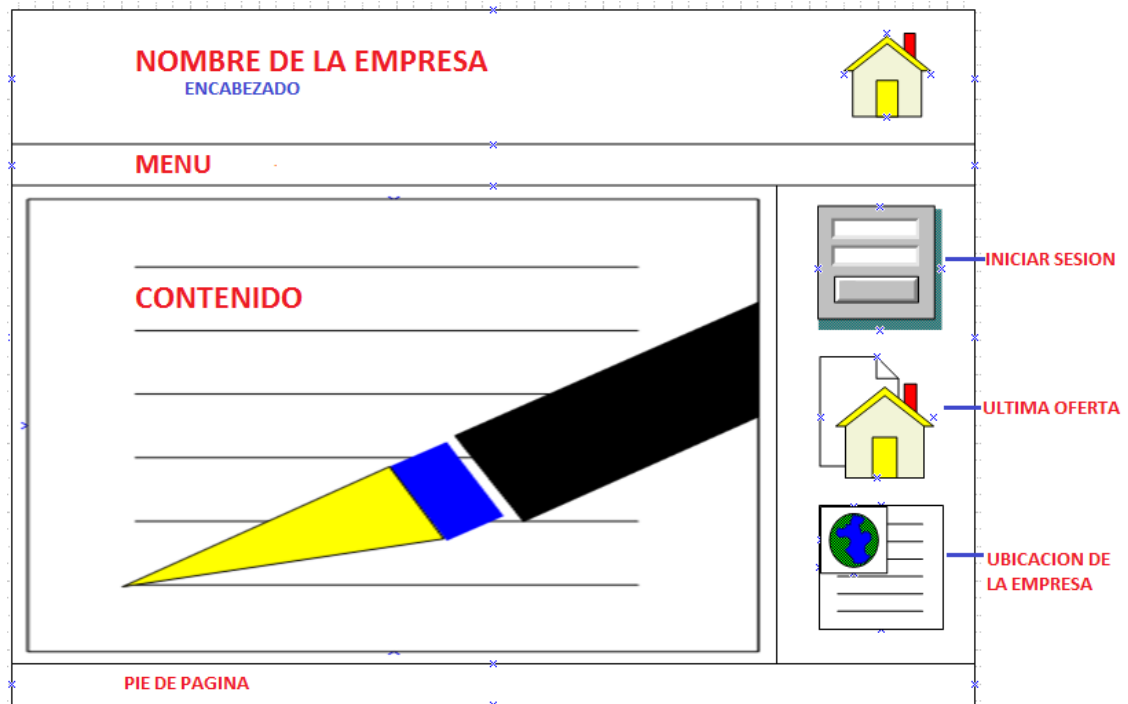 NOMBRE DE LA EMPRESA
ENCABEZADO
MENU
CONTENIDO
INICIAR SESION
ULTIMA OFERTA
UBICACION DE
LA EMPRESA
PIE DE PAGINA